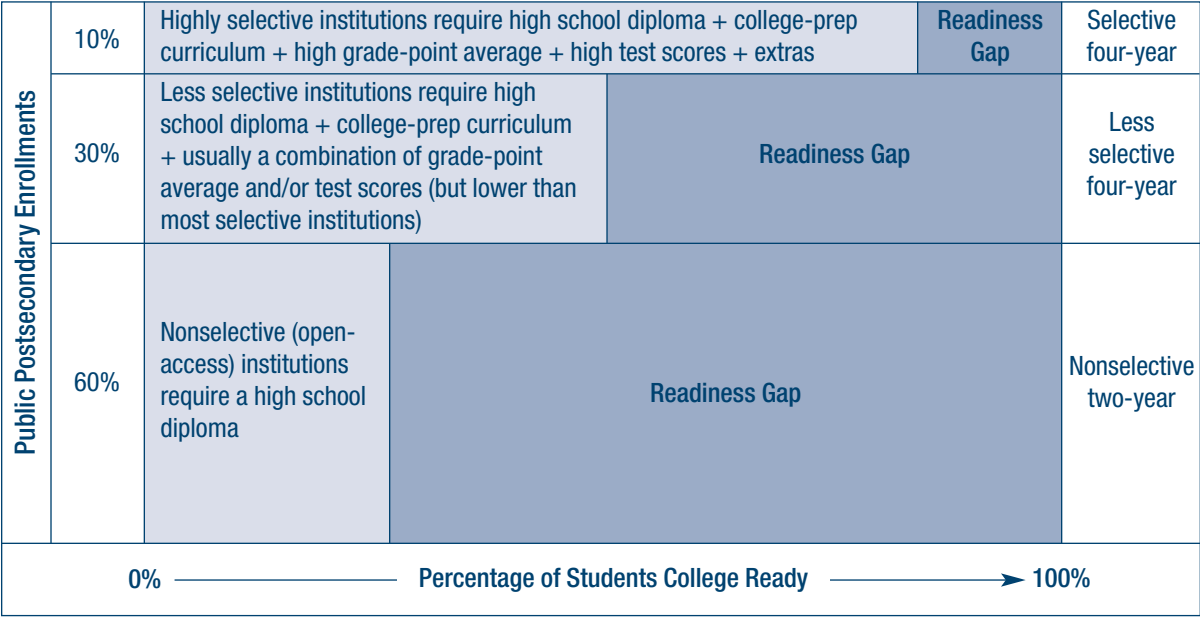 Public Postsecondary Enrollments
10%
Highly selective institutions require high school diploma + college-prep
curriculum + high grade-point average + high test scores + extras
Readiness
Gap
Selective
four-year
30%
Less selective institutions require high
school diploma + college-prep curriculum
+ usually a combination of grade-point
average and/or test scores (but lower than
most selective institutions)
Readiness Gap
Less
selective
four-year
60%
Nonselective (open-
access) institutions
require a high school
diploma
Readiness Gap
Nonselective
two-year
0%
Percentage of Students College Ready
100%